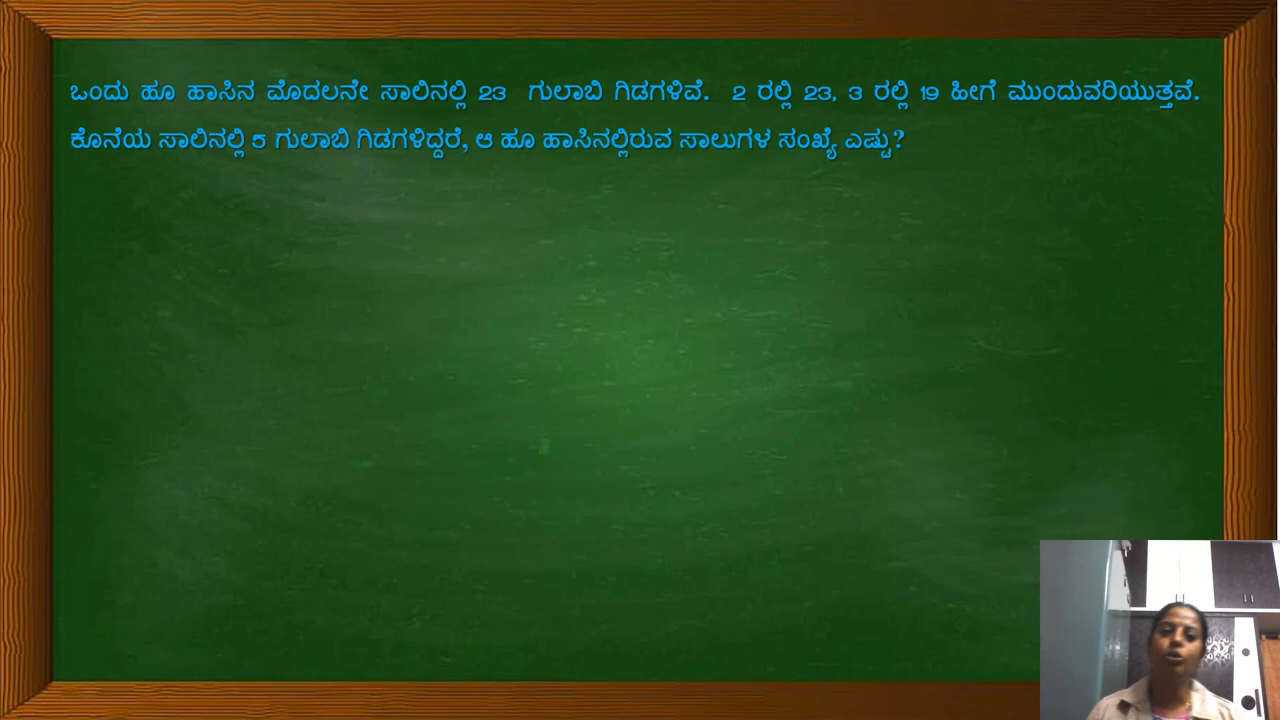 ಒಂದು ಹೂ ಹಾಸಿನ ಮೊದಲನೇ ಸಾಲಿನಲ್ಲಿ 23 ಗುಲಾಬಿ ಗಿಡಗಳಿವೆ. 2 ರಲ್ಲಿ 23, 3 ರಲ್ಲಿ 19 ಹೀಗೆ ಮುಂದುವರಿಯುತ್ತವೆ.
ಕೊನೆಯ ಸಾಲಿನಲ್ಲಿ 5 ಗುಲಾಬಿ ಗಿಡಗಳಿದ್ದರೆ, ಆ ಹೂ ಹಾಸಿನಲ್ಲಿರುವ ಸಾಲುಗಳ ಸಂಖ್ಯೆ ಎಷ್ಟು?